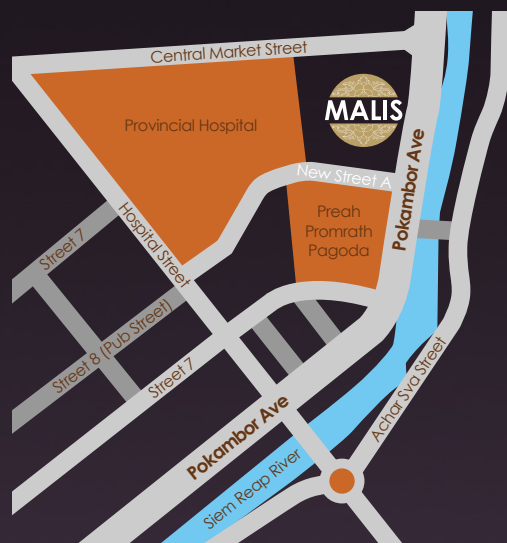 Central Market Street
Provincial Hospital
MALIS
New Street A
Pokambor Ave
Preah
Promrath
Pagoda
Hospital Street
Street 7
Street 8 (Pub Street)
Street 7
Achar Sva Street
Pokambor Ave
Siem Reap River